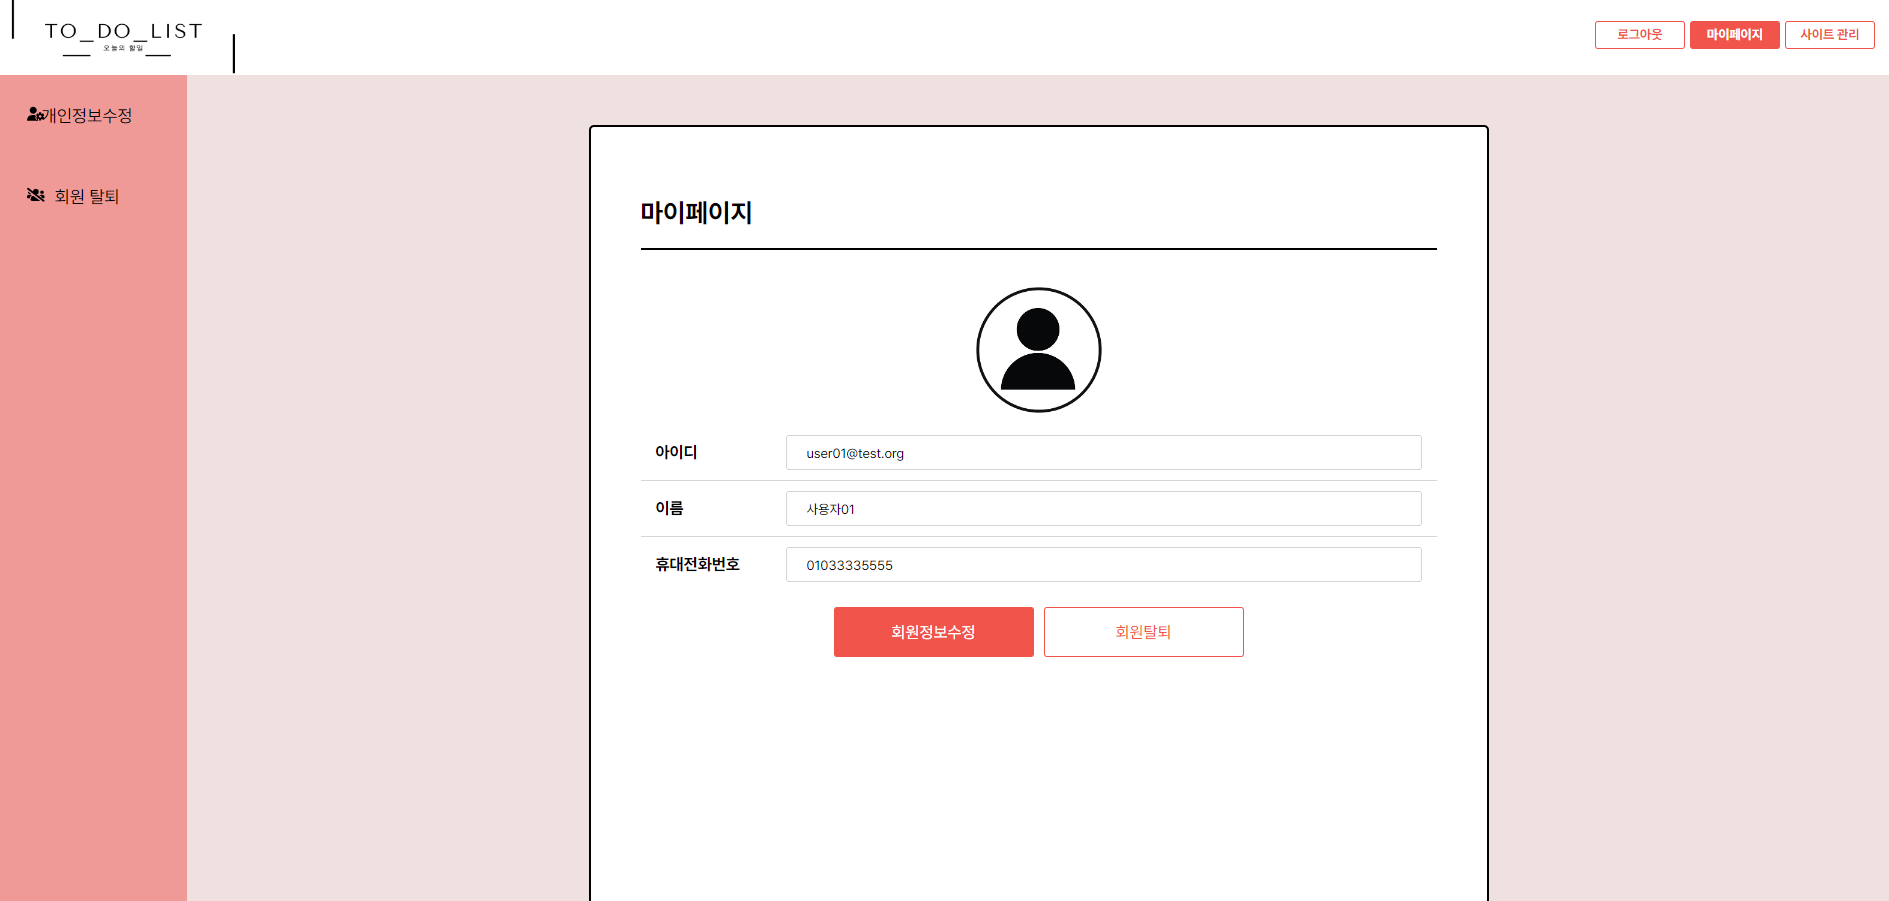 TO_DO_LIST
오늘의 할일
로그아웃 마이페이지 사이트 관리
개인정보수정
회원 탈퇴
마이페이지
아이디 user01@test.org
이름 사용자01
휴대전화번호 01033335555
회원정보수정 회원탈퇴